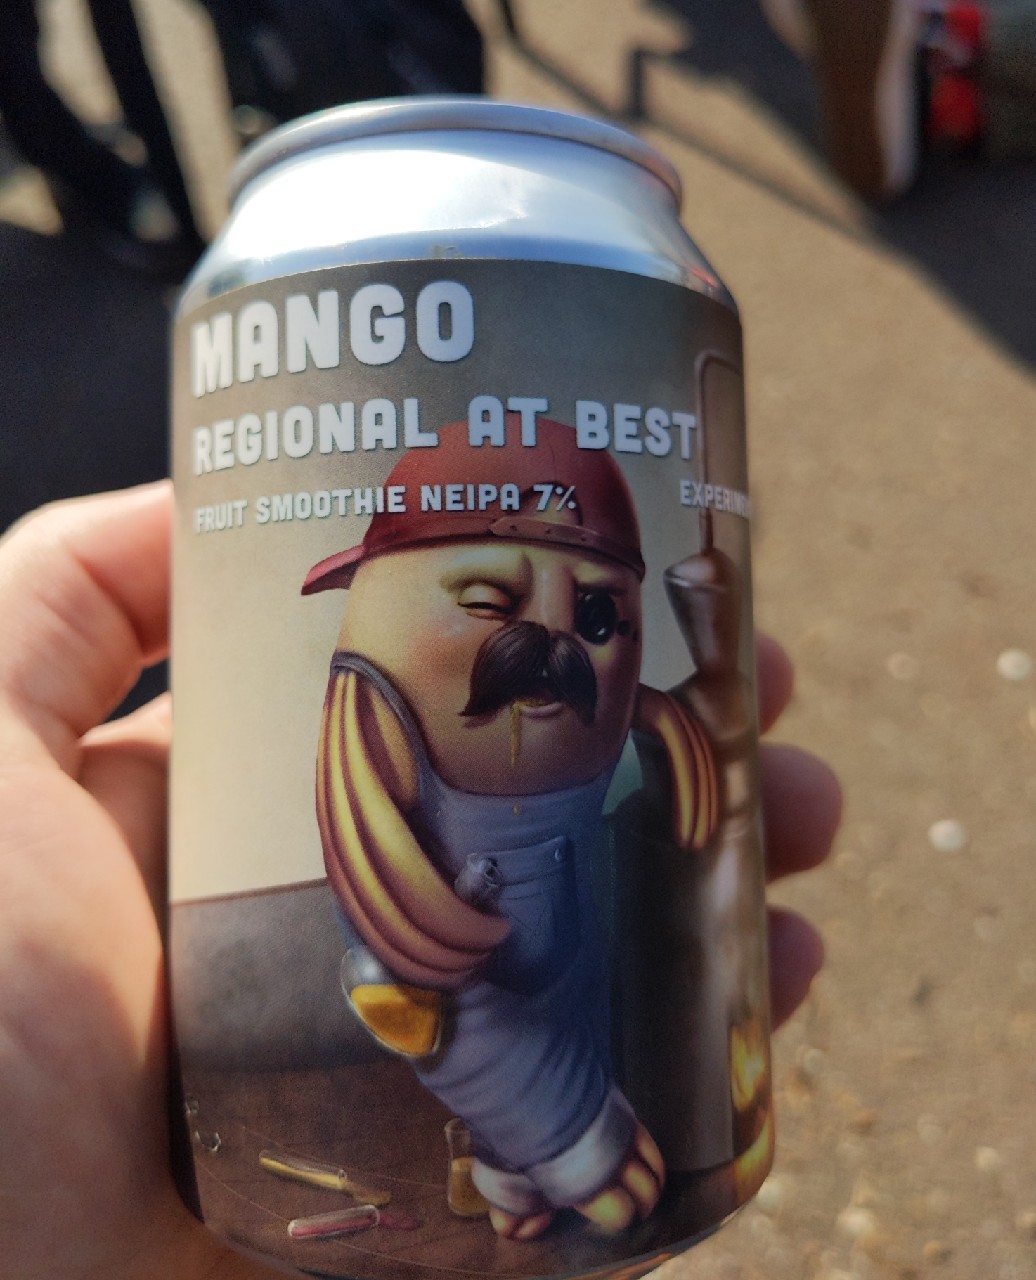 MANGO
REGIONAL AT BEST
FRUIT SMOOTHIE NEIPA 7%